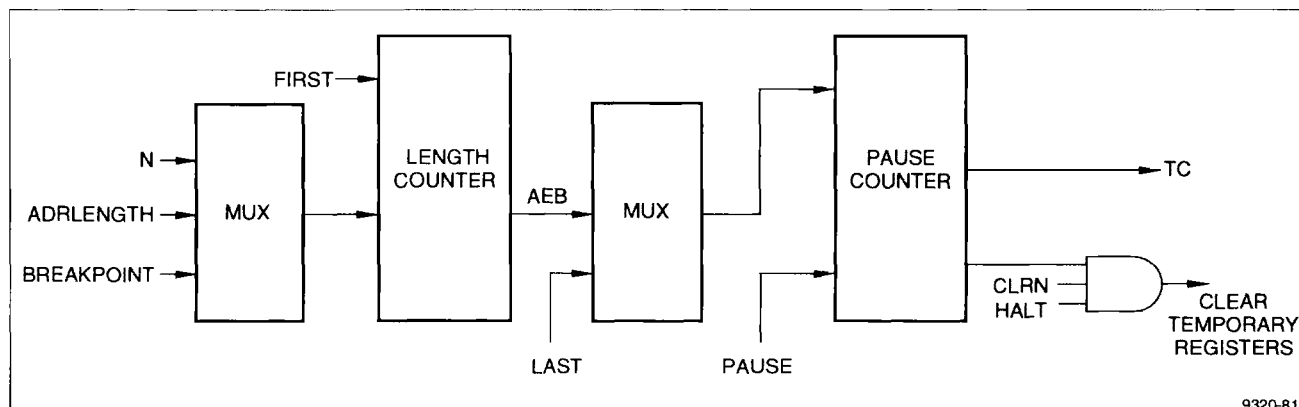 FIRST
N
ADRLENGTH
BREAKPOINT
MUX
LENGTH
COUNTER
AEB
MUX
LAST
PAUSE
PAUSE
COUNTER
TC
CLRN
HALT
CLEAR
TEMPORARY
REGISTERS
9320-81